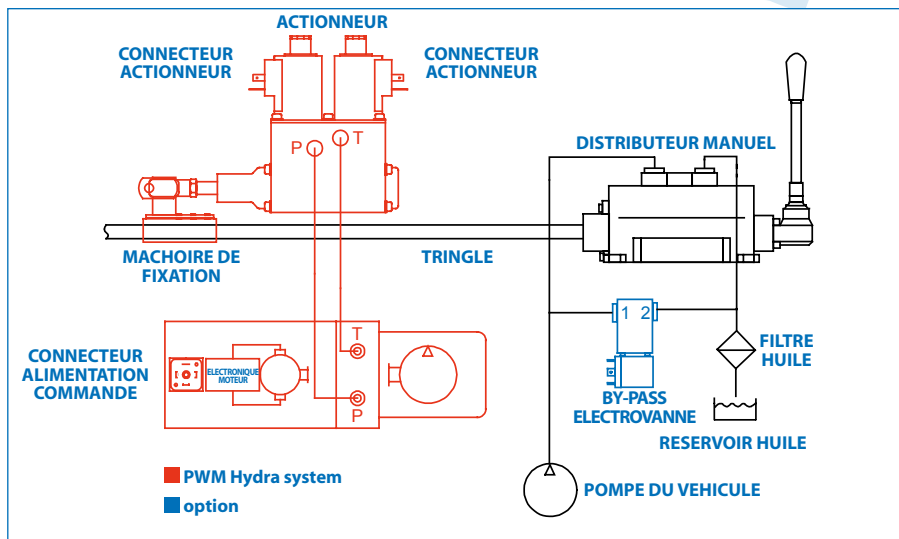 ACTIONNEUR
CONNECTEUR
ACTIONNEUR
CONNECTEUR
ACTIONNEUR
P
T
DISTRIBUTEUR MANUEL
MACHOIRE DE
FIXATION
TRINGLE
1 2
T
P
CONNECTEUR
ALIMENTATION
COMMANDE
ELECTRONIQUE
MOTEUR
FILTRE
HUILE
BY-PASS
ELECTROVANNE
RESERVOIR HUILE
PWM Hydra system
option
POMPE DU VEHICULE